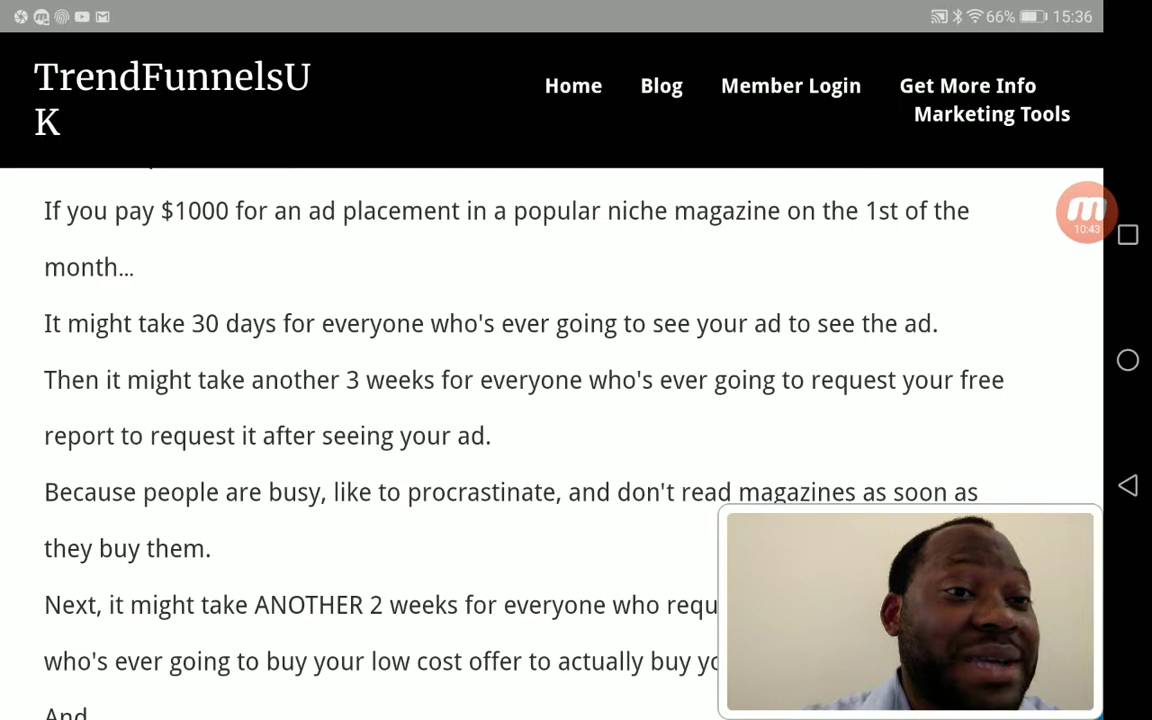 66% 15:36
TrendFunnelsU
K
Home Blog Member Login Get More Info
Marketing Tools
If you pay $1000 for an ad placement in a popular niche magazine on the 1st of the
month...
10:43
It might take 30 days for everyone who's ever going to see your ad to see the ad.
Then it might take another 3 weeks for everyone who's ever going to request your free
report to request it after seeing your ad.
Because people are busy, like to procrastinate, and don't read magazines as soon as
they buy them.
Next, it might take ANOTHER 2 weeks for everyone who requ
who's ever going to buy your low cost offer to actually buy
And